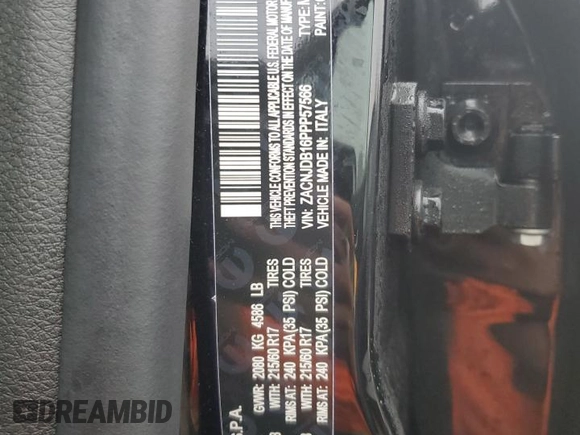 S.P.A.
GVWR: 2080 KG 4586 LB
WITH: 215/60 R17 TIRES
RIMS AT: 240 KPA(35 PSI) COLD
WITH: 215/60 R17 TIRES
RIMS AT: 240 KPA(35 PSI) COLD
THIS VEHICLE CONFORMS TO ALL APPLICABLE U.S. FEDERAL MOTOR
THEFT PREVENTION STANDARDS IN EFFECT ON THE DATE OF MANUF
VIN: ZACNJDB16PPP57566 TYPE:
VEHICLE MADE IN: ITALY PAINT:
DREAMBID